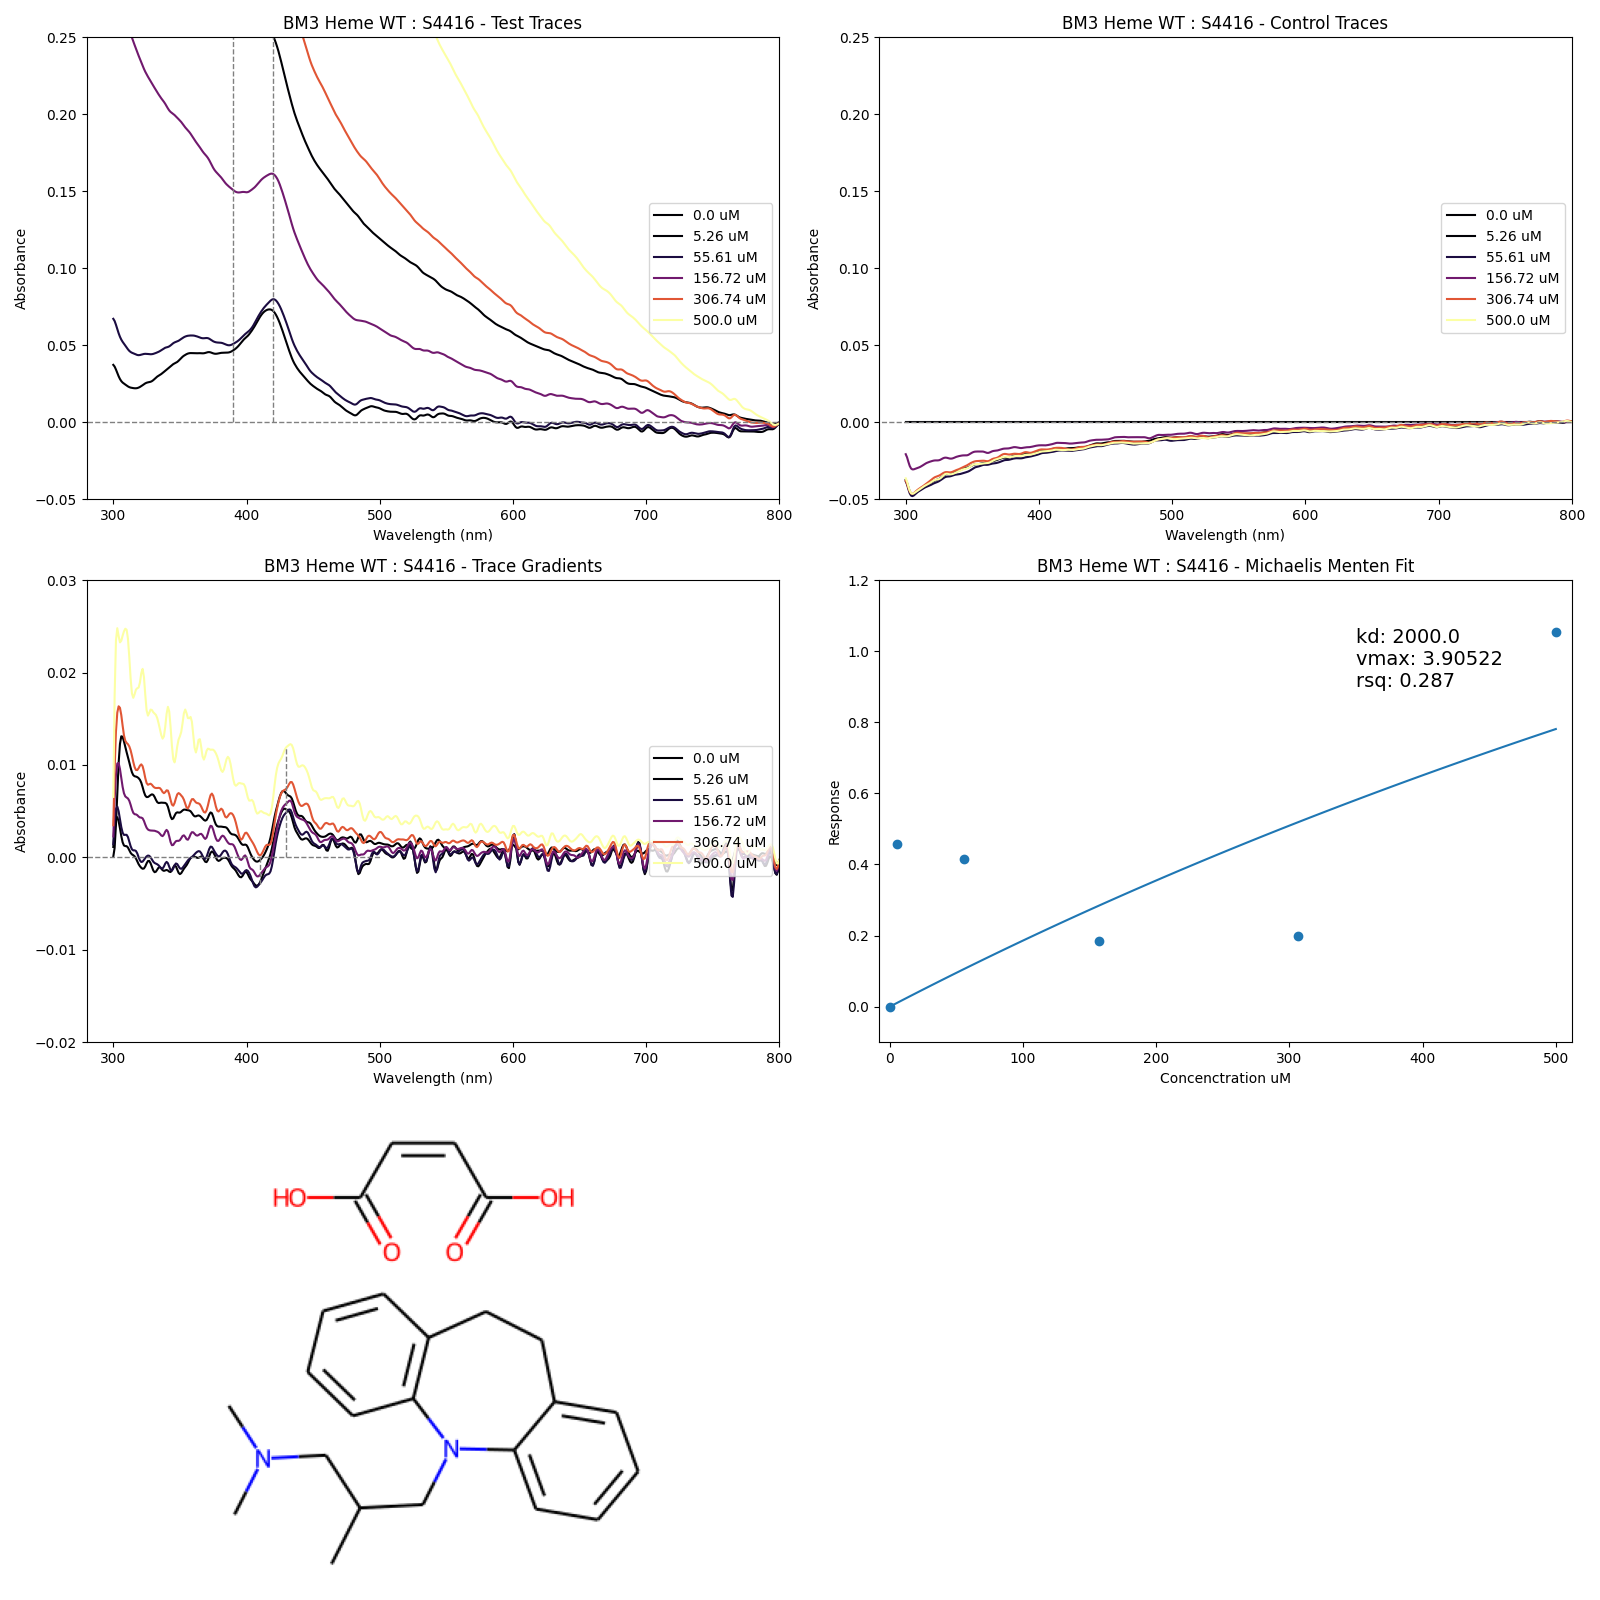 BM3 Heme WT : S4416 - Test Traces
0.25
0.20
0.15
0.10
0.05
0.00
−0.05
Absorbance
300 400 500 600 700 800
Wavelength (nm)
0.0 uM
5.26 uM
55.61 uM
156.72 uM
306.74 uM
500.0 uM
BM3 Heme WT : S4416 - Control Traces
0.25
0.20
0.15
0.10
0.05
0.00
−0.05
Absorbance
300 400 500 600 700 800
Wavelength (nm)
0.0 uM
5.26 uM
55.61 uM
156.72 uM
306.74 uM
500.0 uM
BM3 Heme WT : S4416 - Trace Gradients
0.03
0.02
0.01
0.00
−0.01
−0.02
Absorbance
300 400 500 600 700 800
Wavelength (nm)
0.0 uM
5.26 uM
55.61 uM
156.72 uM
306.74 uM
500.0 uM
BM3 Heme WT : S4416 - Michaelis Menten Fit
1.2
1.0
0.8
0.6
0.4
0.2
0.0
Response
0 100 200 300 400 500
Concenctration uM
kd: 2000.0
vmax: 3.90522
rsq: 0.287
HO OH
O O
N N